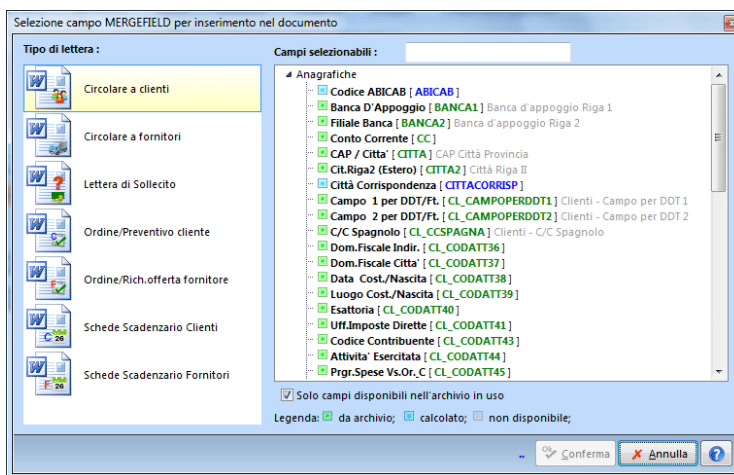 Selezione campo MERGEFIELD per inserimento nel documento
Tipo di lettera :
Circolare a clienti
Circolare a fornitori
Lettera di Sollecito
Ordine/Preventivo cliente
Ordine/Rich.offerta fornitore
Schede Scadenzario Clienti
Schede Scadenzario Fornitori
Campi selezionabili :
Anagrafiche
Codice ABICAB [ ABICAB ]
Banca D'Appoggio [ BANCA1 ] Banca d'appoggio Riga 1
Filiale Banca [ BANCA2 ] Banca d'appoggio Riga 2
Conto Corrente [ CC ]
CAP / Citta' [ CITTA ] CAP Città Provincia
Cit.Riga2 (Estero) [ CITTA2 ] Città Riga II
Città Corrispondenza [ CITTACORRISP ]
Campo 1 per DDT/Ft. [ CL_CAMPOPERDDT1 ] Clienti - Campo per DDT 1
Campo 2 per DDT/Ft. [ CL_CAMPOPERDDT2 ] Clienti - Campo per DDT 2
C/C Spagnolo [ CL_CCSPAGNA ] Clienti - C/C Spagnolo
Dom.Fiscale Indir. [ CL_CODATT36 ]
Dom.Fiscale Citta' [ CL_CODATT37 ]
Data Cost./Nascita [ CL_CODATT38 ]
Luogo Cost./Nascita [ CL_CODATT39 ]
Esattoria [ CL_CODATT40 ]
Uff.Imposte Dirette [ CL_CODATT41 ]
Codice Contribuente [ CL_CODATT43 ]
Attivita' Esercitata [ CL_CODATT44 ]
Prgr.Spese Vs.Or._C [ CL_CODATT45 ]
Solo campi disponibili nell'archivio in uso
Legenda: da archivio; calcolato; non disponibile;
Ok Conferma Annulla ?